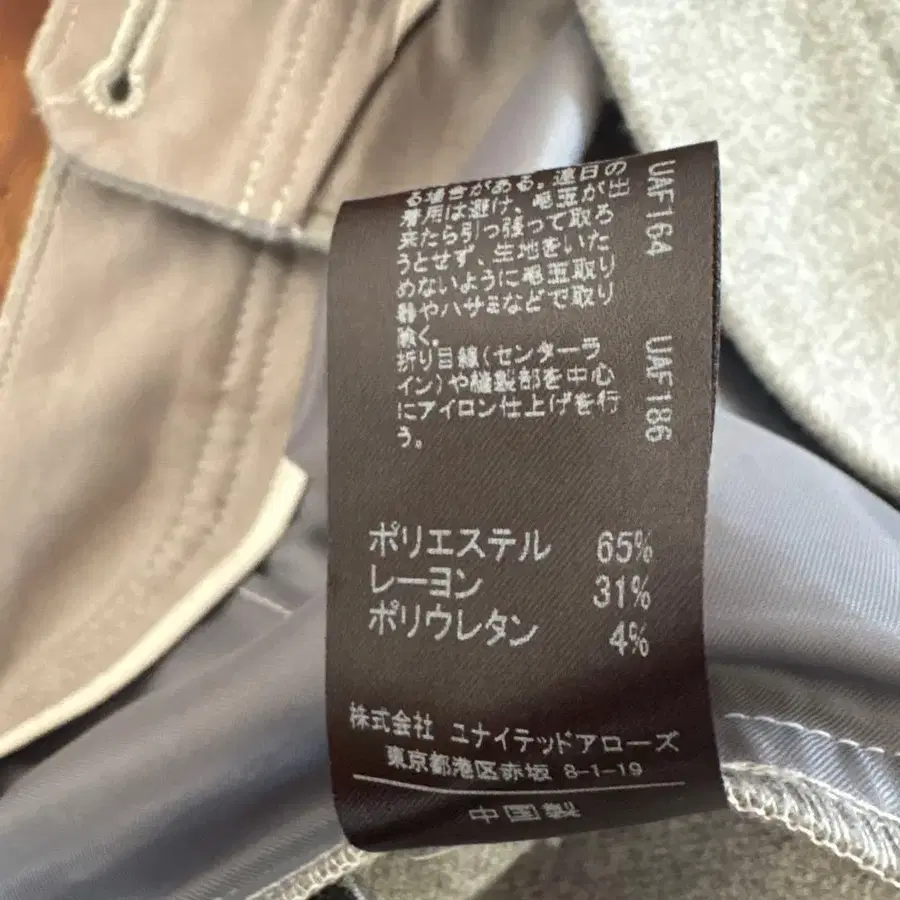 る場合がある。連日の
着用は避け、毛玉が出
来たら引っ張って取ろ
うとせず、生地をいた
めないように毛玉取り
器やハサミなどで取り
除く。
折り目線(センターラ
イン)や縫製部を中心
にアイロン仕上げを行
う。
UAF164
UAF186
ポリエステル 65%
レーヨン 31%
ポリウレタン 4%
株式会社 ユナイテッドアローズ
東京都港区赤坂 8-1-19
中国製